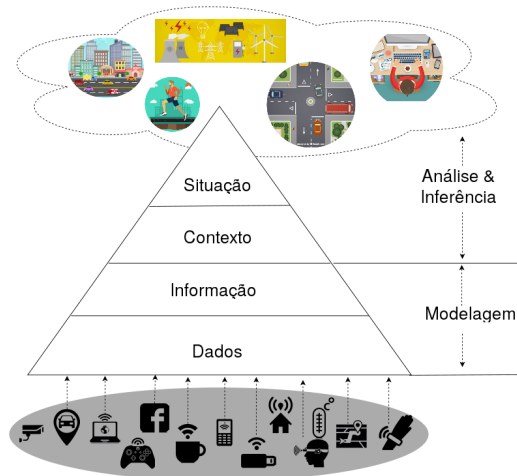 Situação
Análise &
Inferência
Contexto
Informação
Modelagem
Dados